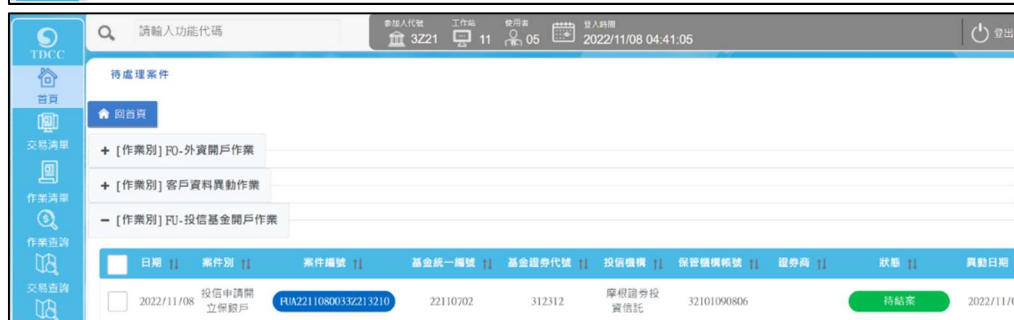 請輸入功能代碼
參加人代號 工作站 使用者 登入時間
3Z21 11 05 2022/11/08 04:41:05 登出
TDCC
首頁
交易清單
作業清單
作業查詢
交易查詢
待處理案件
回首頁
+ [作業別] FO-外資開戶作業
+ [作業別] 客戶資料異動作業
− [作業別] FU-投信基金開戶作業
日期 案件別 案件編號 基金統一編號 基金證券代號 投信機構 保管機構帳號 證券商 狀態 異動日期
2022/11/08 投信申請開立保銀戶 FUA2211080033Z213210 22110702 312312 摩根證券投資信託 32101090806 待結案 2022/11/0